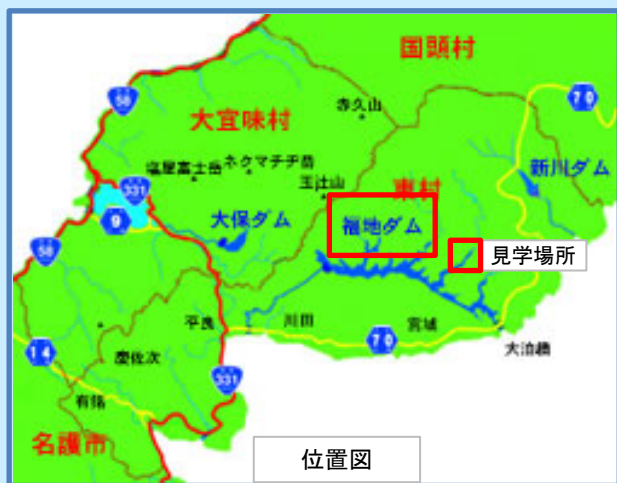 国頭村
70
58
赤久山
大宜味村
塩屋富士岳
ネクマチヂ岳
玉辻山
東村
新川ダム
331
9
大保ダム
福地ダム
58
見学場所
平良
川田
宮城
70
大泊橋
14
慶佐次
331
有銘
名護市
位置図